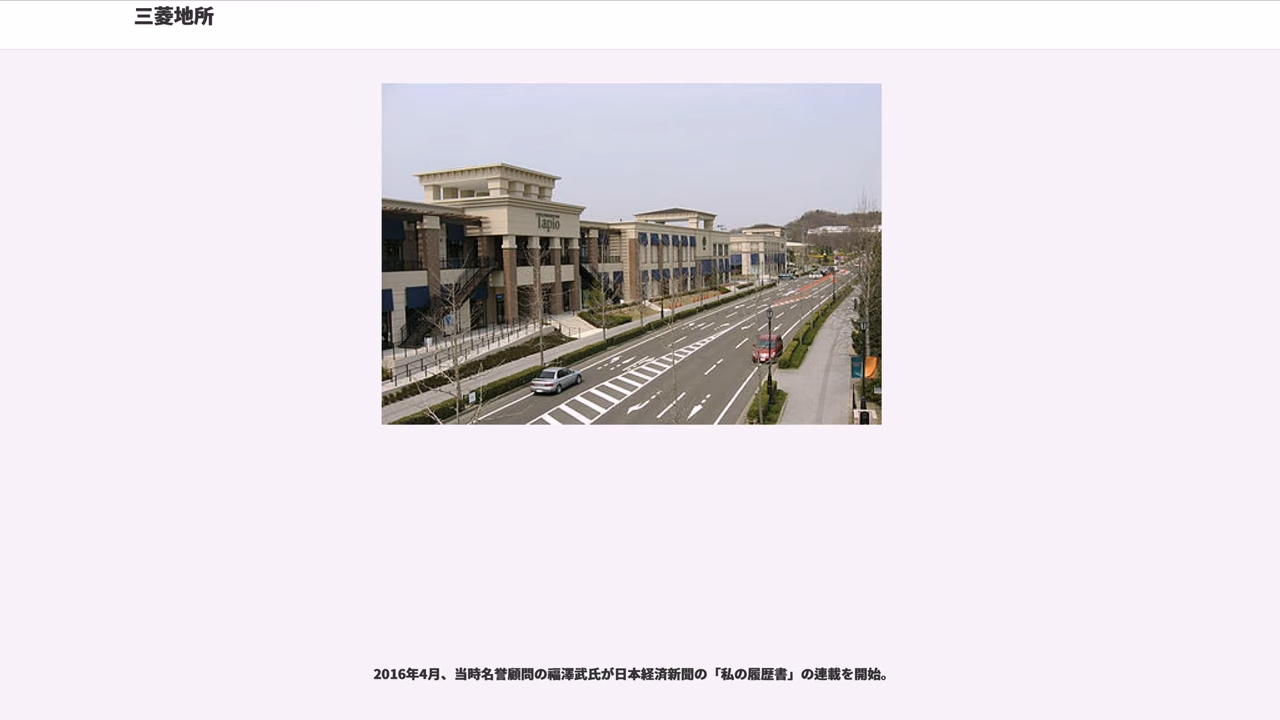 三菱地所
Tapio
2016年4月、当時名誉顧問の福澤武氏が日本経済新聞の「私の履歴書」の連載を開始。